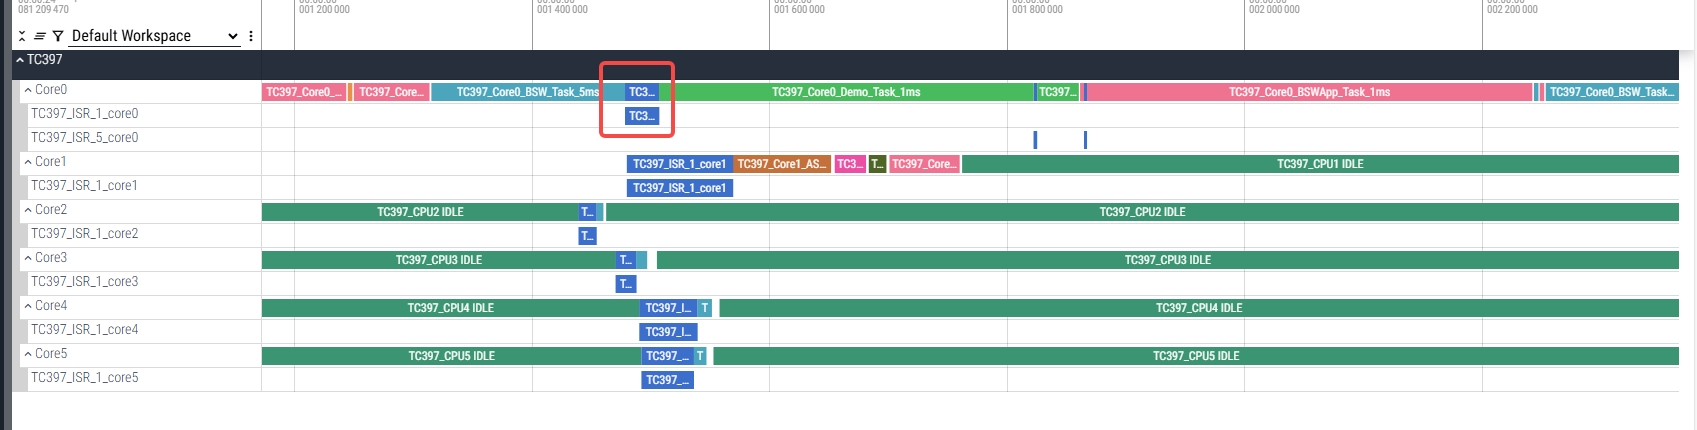 081 209 470
001 200 000
001 400 000
001 600 000
001 800 000
002 000 000
002 200 000
Default Workspace
TC397
Core0
TC397_Core0_...
TC397_Core...
TC397_Core0_BSW_Task_5ms
TC3...
TC397_Core0_Demo_Task_1ms
TC397...
TC397_Core0_BSWApp_Task_1ms
TC397_Core0_BSW_Task...
TC397_ISR_1_core0
TC3...
TC397_ISR_5_core0
Core1
TC397_ISR_1_core1
TC397_Core1_AS...
TC3...
T...
TC397_Core...
TC397_CPU1 IDLE
TC397_ISR_1_core1
TC397_ISR_1_core1
Core2
TC397_CPU2 IDLE
T...
TC397_CPU2 IDLE
TC397_ISR_1_core2
T...
Core3
TC397_CPU3 IDLE
T...
TC397_CPU3 IDLE
TC397_ISR_1_core3
T...
Core4
TC397_CPU4 IDLE
TC397_I...
T
TC397_CPU4 IDLE
TC397_ISR_1_core4
TC397_I...
Core5
TC397_CPU5 IDLE
TC397_...
T
TC397_CPU5 IDLE
TC397_ISR_1_core5
TC397_...